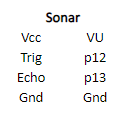 Sonar
Vcc VU
Trig p12
Echo p13
Gnd Gnd